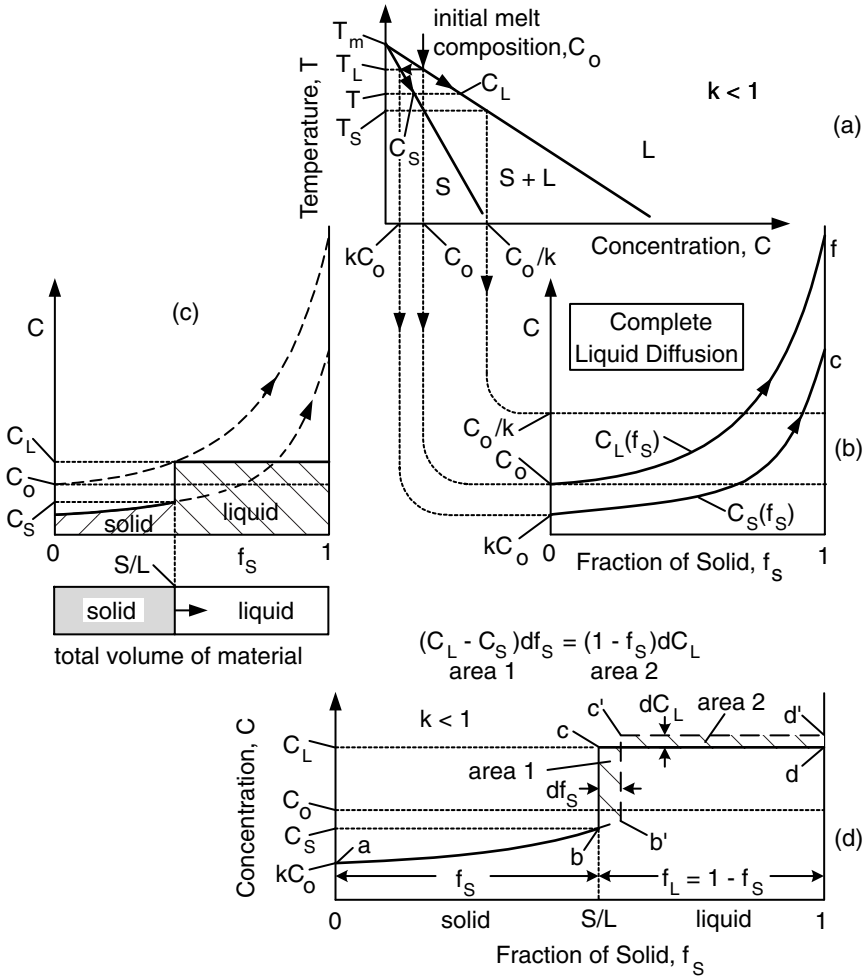 initial melt
composition, C_o
T_m
T_L
T
T_S
Temperature, T
C_L
C_S
k < 1
L
S
S + L
(a)
kC_o
C_o
C_o/k
Concentration, C
(c)
C
C_L
C_o
C_S
solid
liquid
0
f_S
1
S/L
solid
liquid
total volume of material
C
Complete
Liquid Diffusion
f
c
C_o/k
C_o
kC_o
C_L(f_S)
C_S(f_S)
(b)
0
Fraction of Solid, f_S
1
(C_L - C_S)df_S = (1 - f_S)dC_L
area 1
area 2
k < 1
Concentration, C
C_L
C_o
C_S
kC_o
a
b
b'
c
c'
dC_L
area 2
d'
d
area 1
df_S
(d)
f_S
f_L = 1 - f_S
0
solid
S/L
liquid
1
Fraction of Solid, f_S